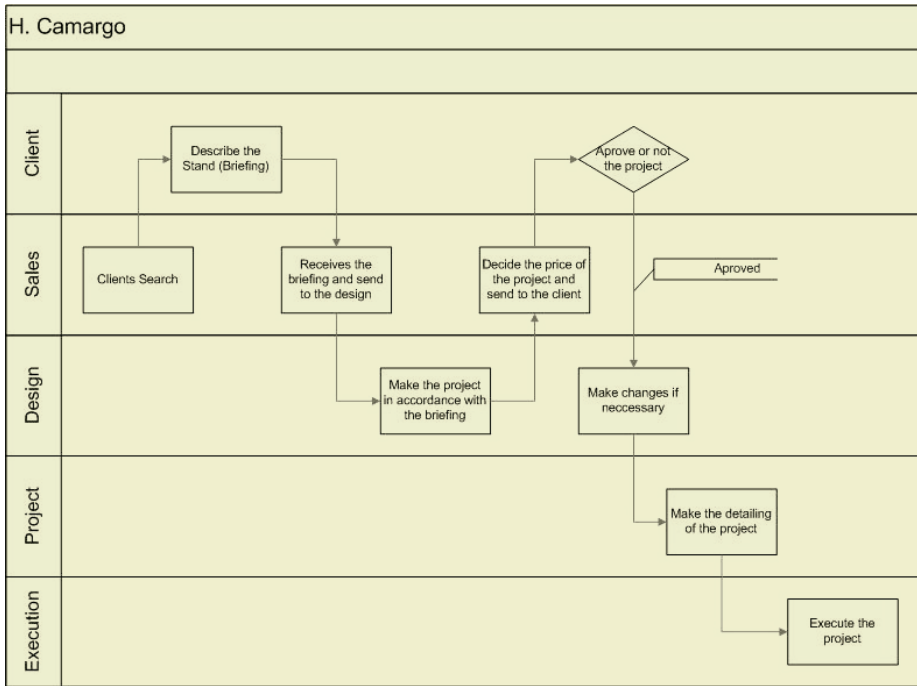 H. Camargo
Client
Describe the
Stand (Briefing)
Aprove or not
the project
Sales
Clients Search
Receives the
briefing and send
to the design
Decide the price of
the project and
send to the client
Aproved
Design
Make the project
in accordance with
the briefing
Make changes if
neccessary
Project
Make the detailing
of the project
Execution
Execute the
project